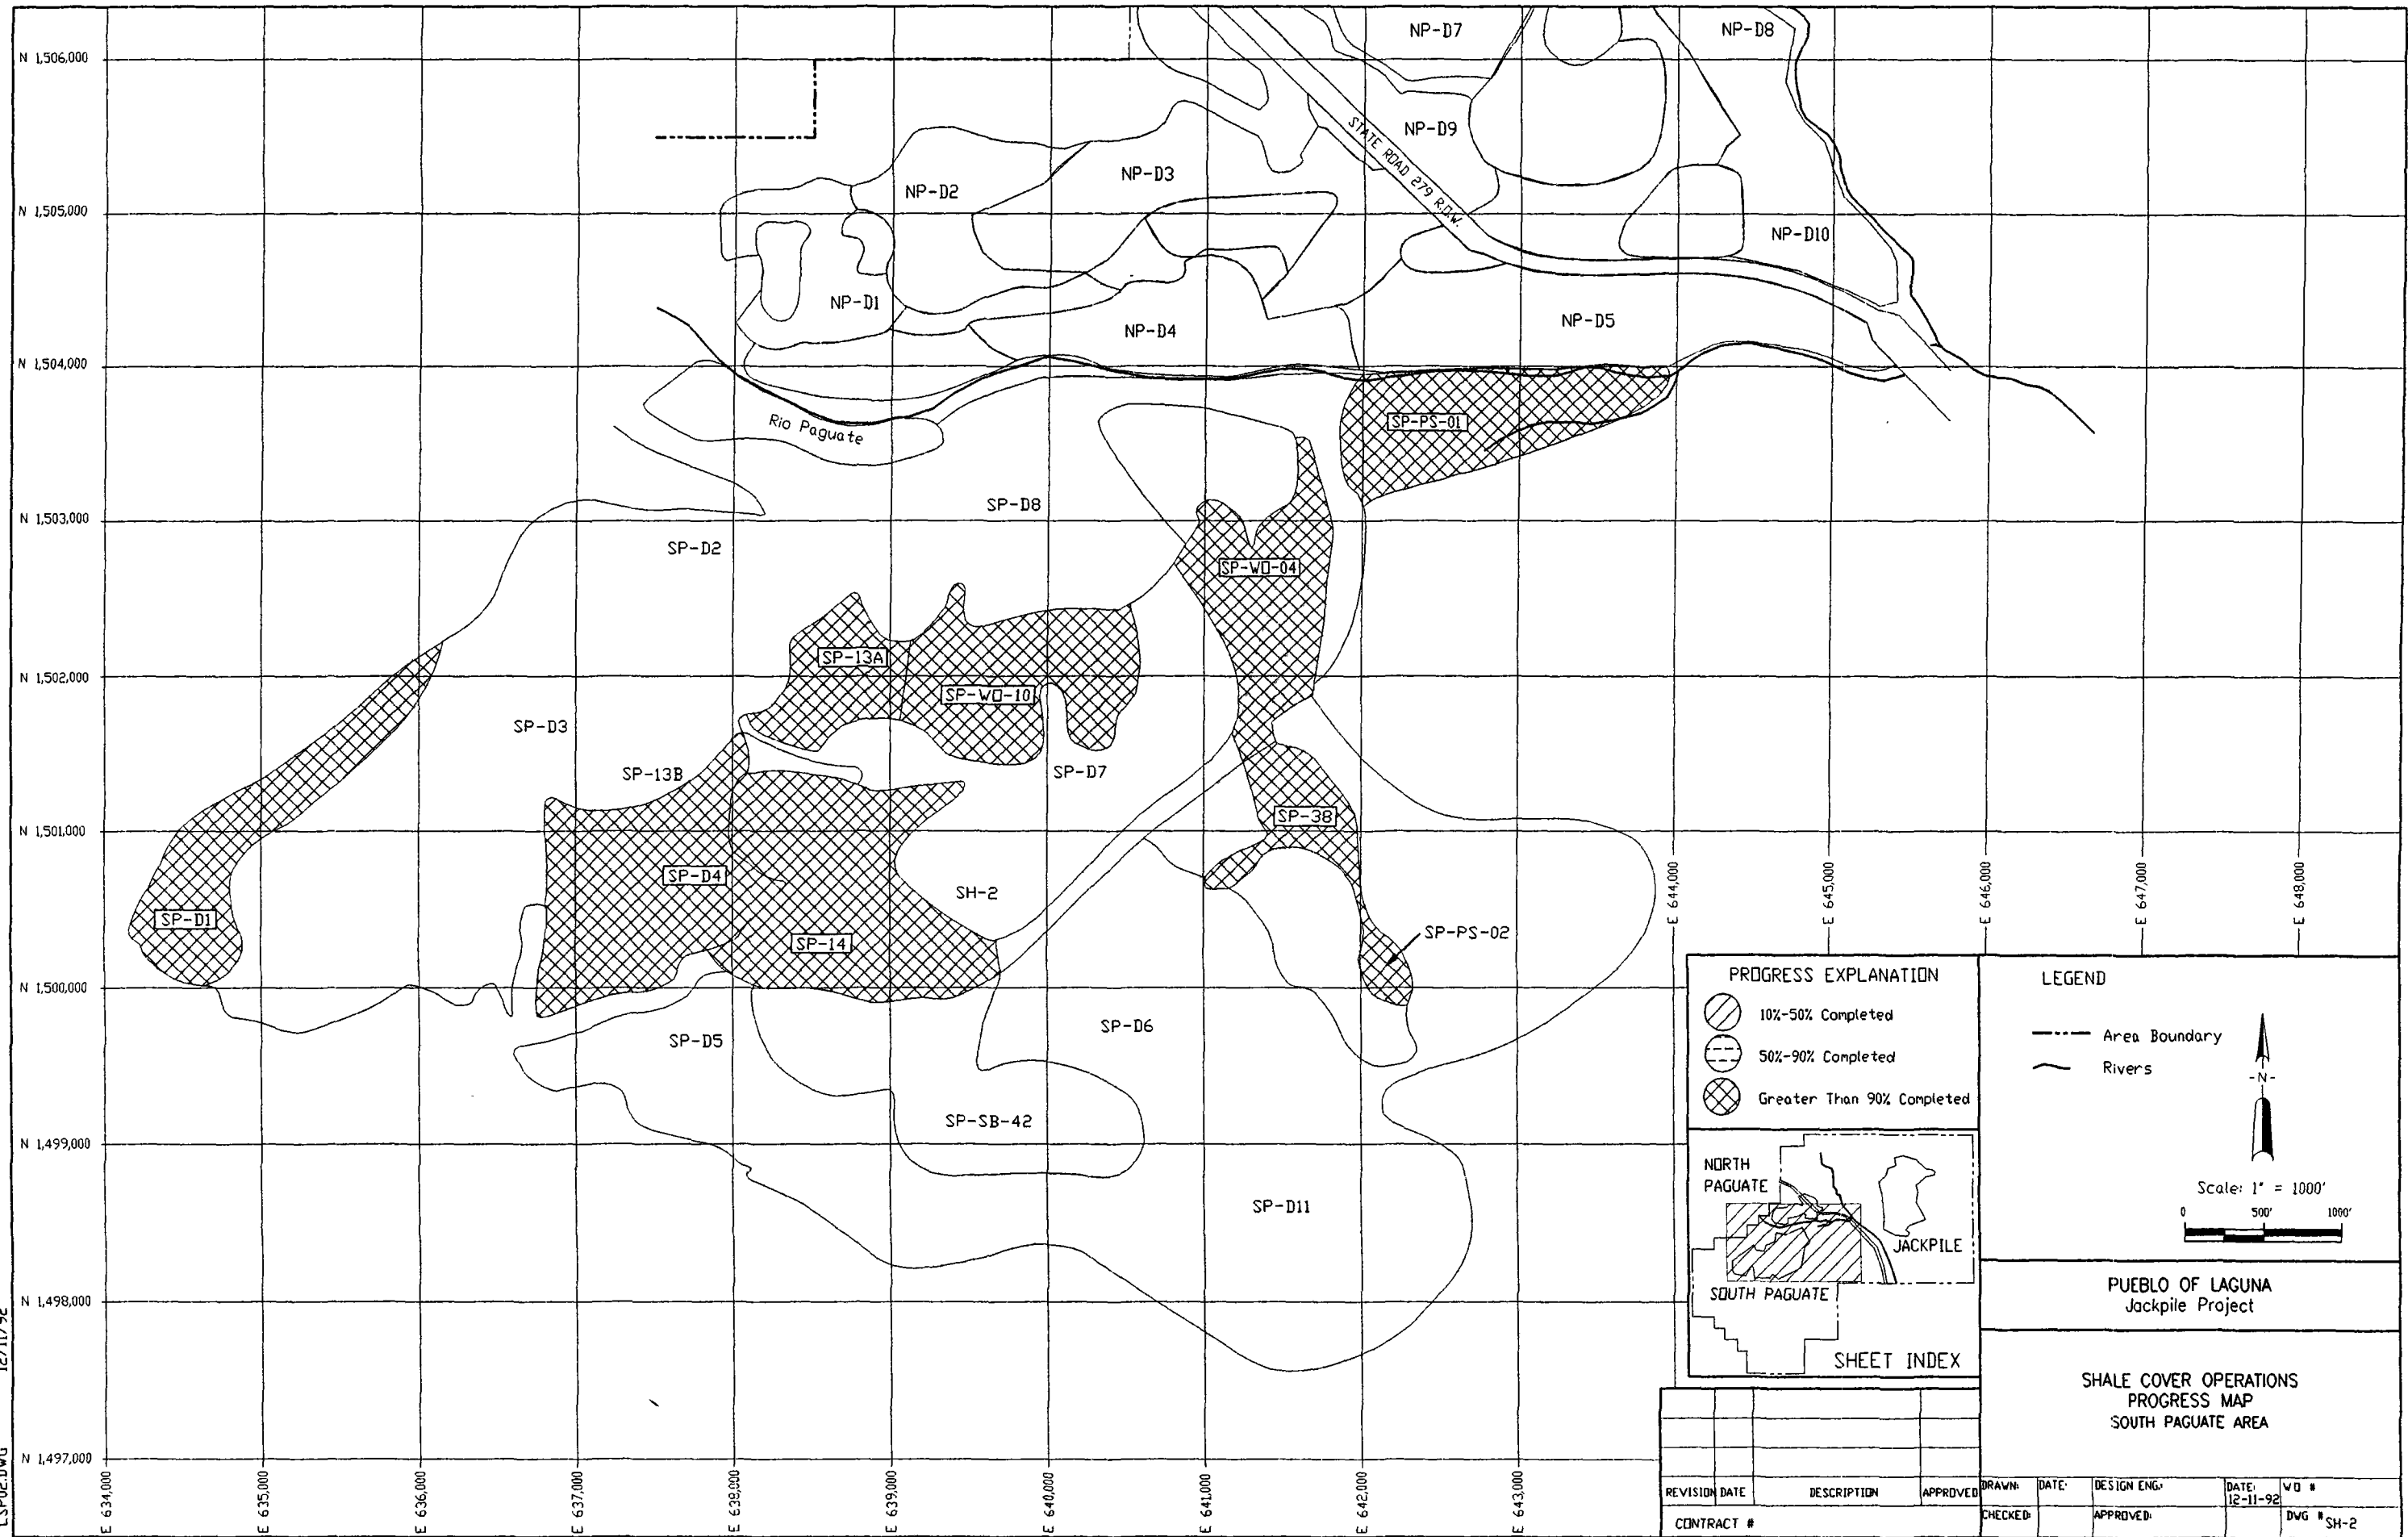 N 1,506,000
N 1,505,000
N 1,504,000
N 1,503,000
N 1,502,000
N 1,501,000
N 1,500,000
N 1,499,000
N 1,498,000
N 1,497,000
NP-D7
NP-D8
NP-D9
STATE ROAD 279 R.O.W.
NP-D3
NP-D2
NP-D10
NP-D1
NP-D4
NP-D5
Rio Paguate
SP-PS-01
SP-D8
SP-D2
SP-WO-04
SP-13A
SP-WO-10
SP-D3
SP-13B
SP-D7
SP-38
SP-D4
SH-2
SP-D1
SP-14
SP-PS-02
SP-D5
SP-D6
SP-SB-42
SP-D11
E 634,000
E 635,000
E 636,000
E 637,000
E 638,000
E 639,000
E 640,000
E 641,000
E 642,000
E 643,000
E 644,000
E 645,000
E 646,000
E 647,000
E 648,000
PROGRESS EXPLANATION
10%-50% Completed
50%-90% Completed
Greater Than 90% Completed
LEGEND
Area Boundary
Rivers
-N-
Scale: 1" = 1000'
0 500' 1000'
NORTH
PAGUATE
JACKPILE
SOUTH PAGUATE
SHEET INDEX
PUEBLO OF LAGUNA
Jackpile Project
SHALE COVER OPERATIONS
PROGRESS MAP
SOUTH PAGUATE AREA
REVISION DATE DESCRIPTION APPROVED
CONTRACT #
DRAWN: DATE: DESIGN ENG.: DATE: WO #
12-11-92
CHECKED: APPROVED: DWG # SH-2
12/11/92